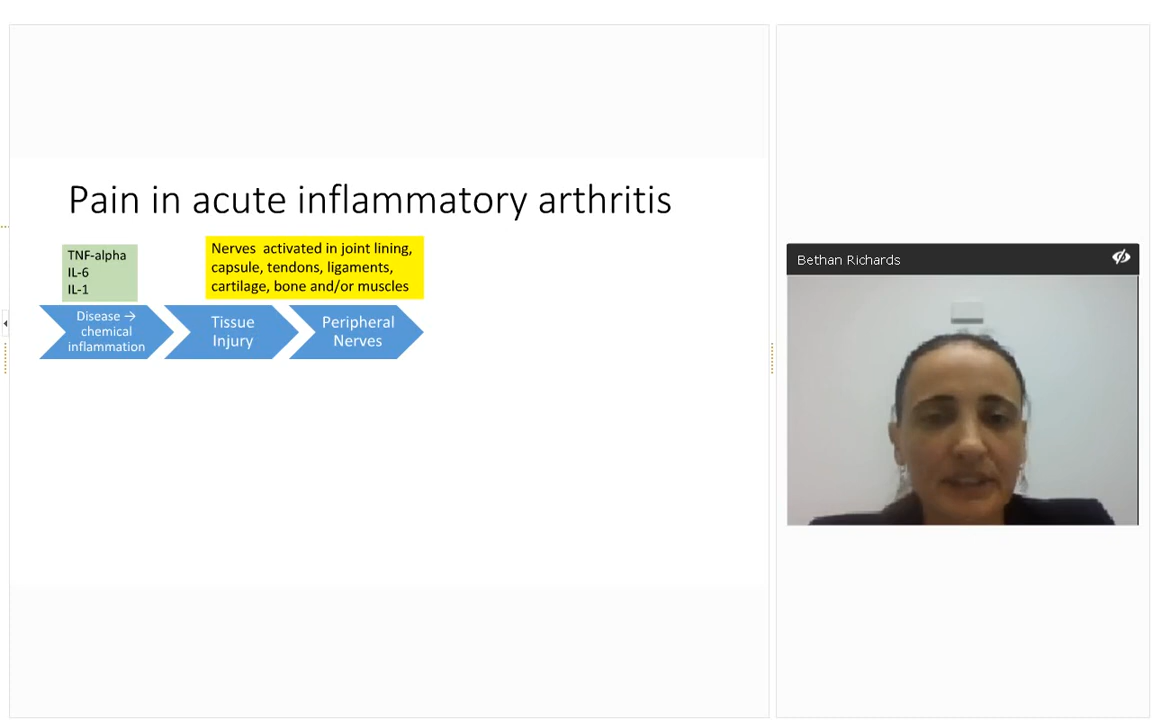 Pain in acute inflammatory arthritis
TNF-alpha
IL-6
IL-1
Nerves activated in joint lining,
capsule, tendons, ligaments,
cartilage, bone and/or muscles
Disease →
chemical
inflammation
Tissue
Injury
Peripheral
Nerves
Bethan Richards